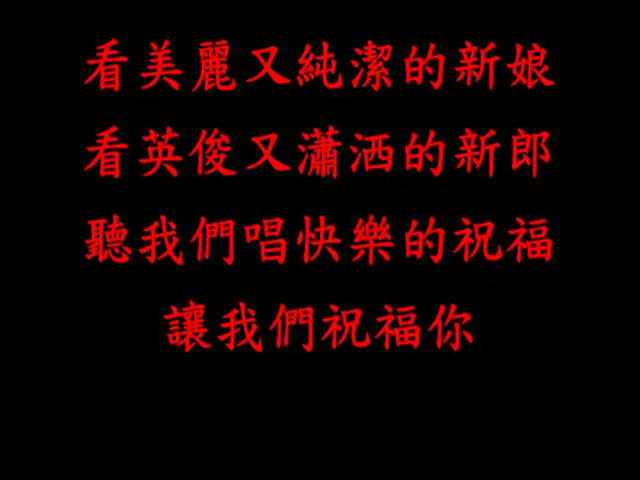 看美麗又純潔的新娘
看英俊又瀟洒的新郎
聽我們唱快樂的祝福
讓我們祝福你